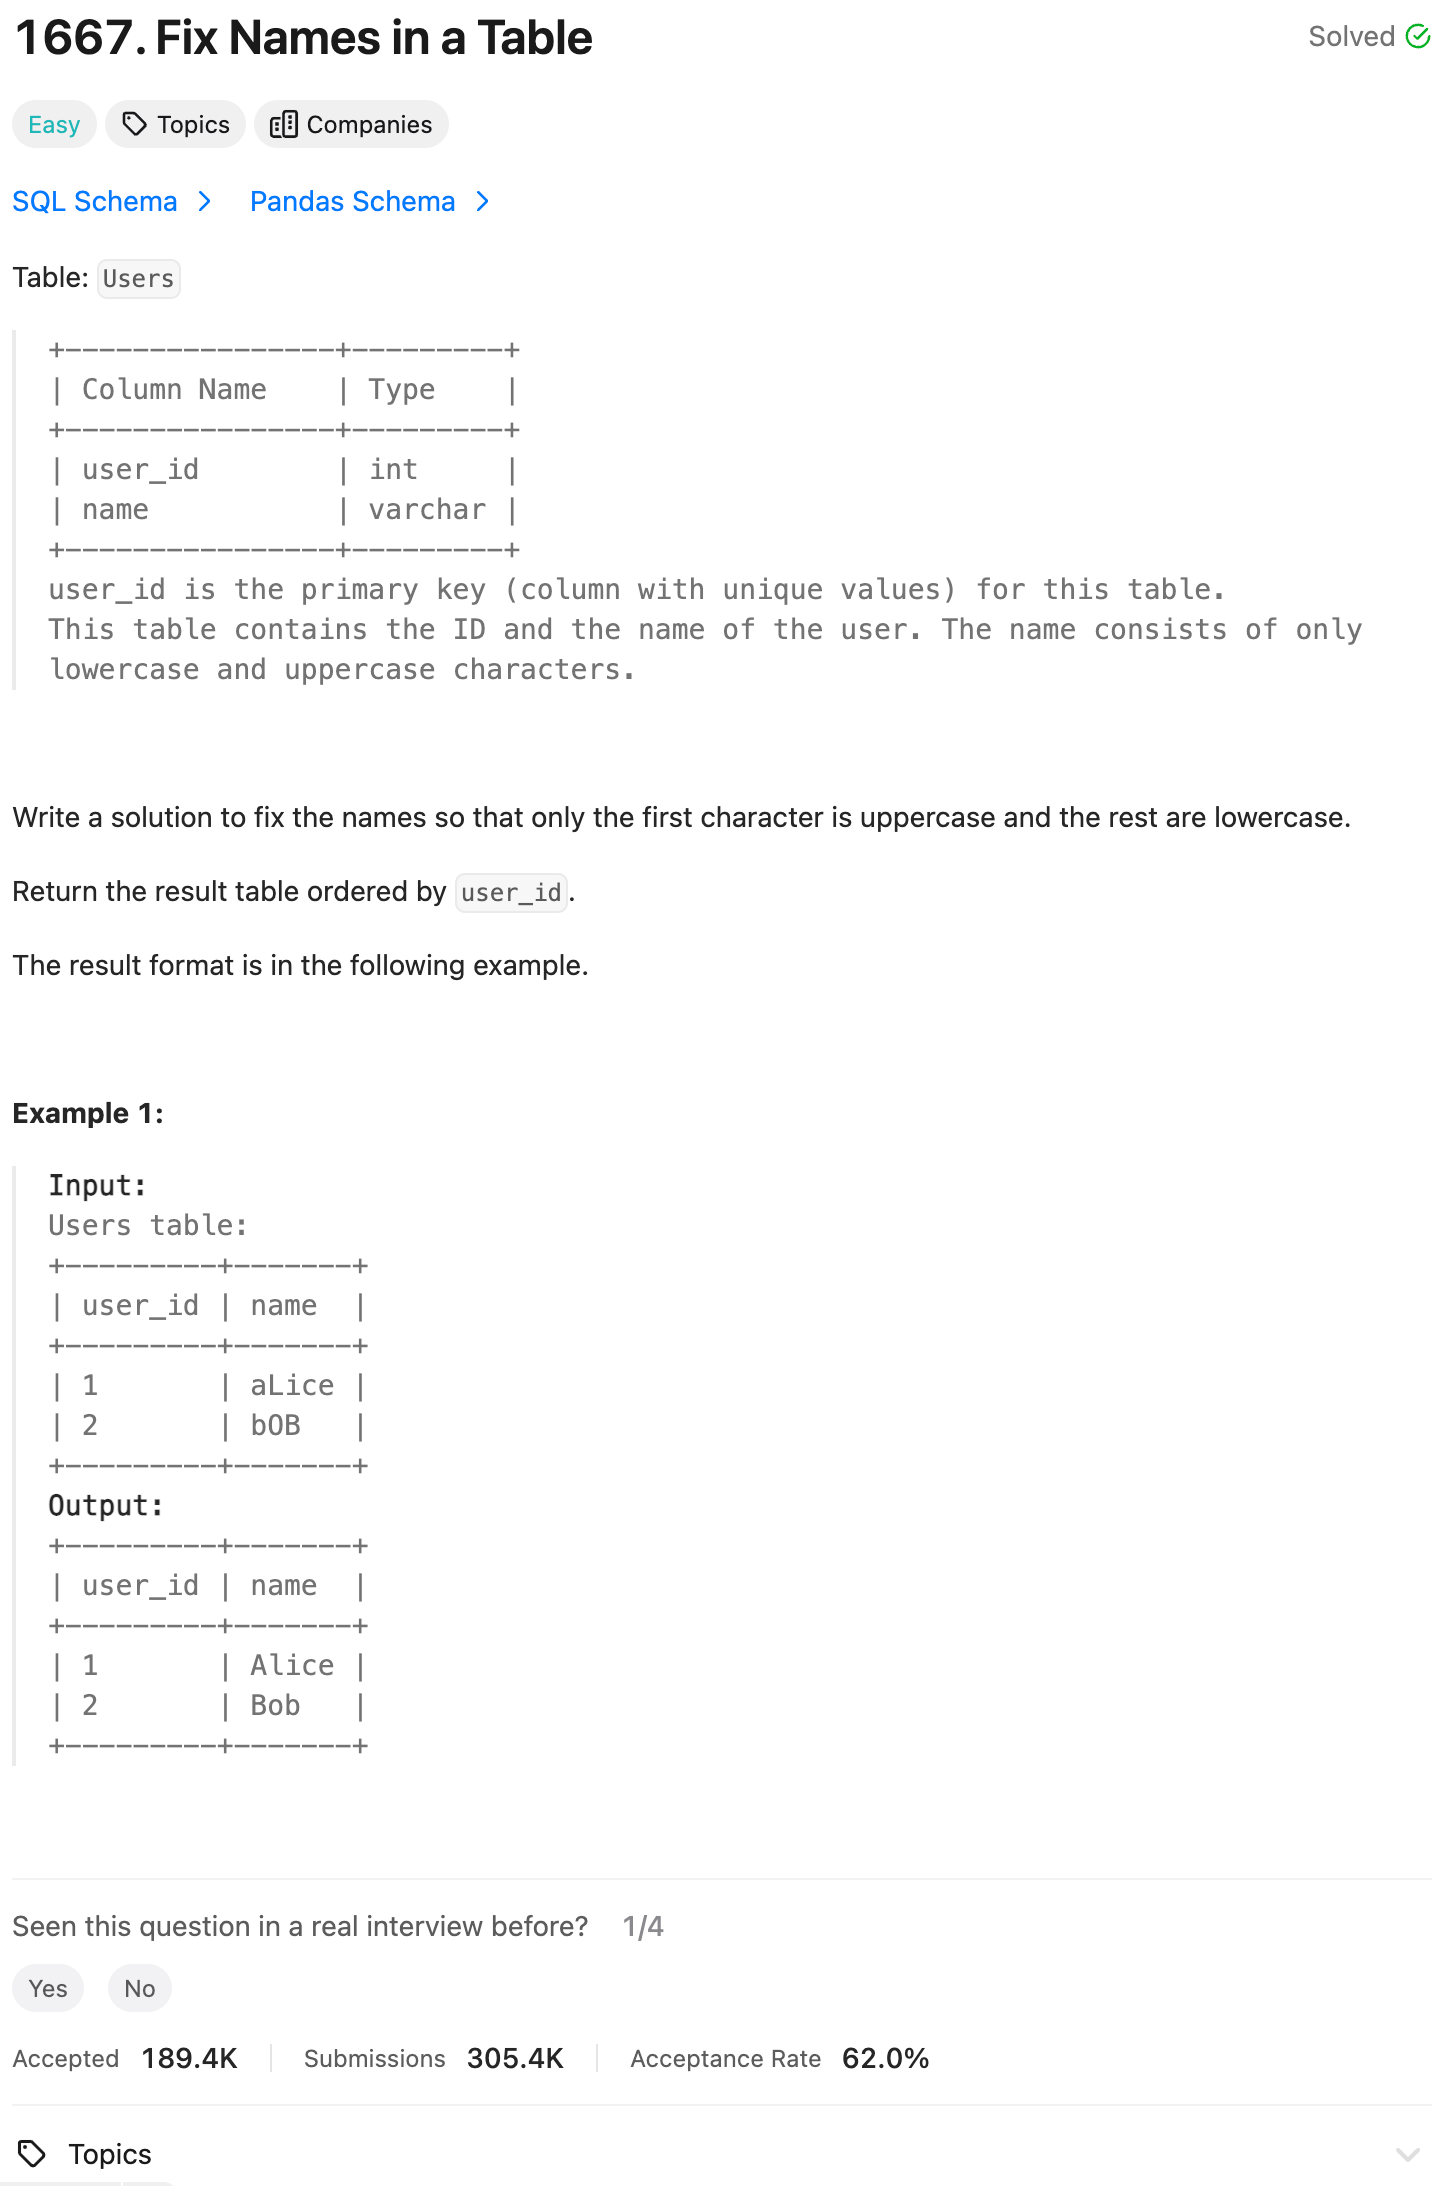 1667. Fix Names in a Table
Solved
Easy
Topics
Companies
SQL Schema
Pandas Schema
Table: Users
+---------------+---------+
| Column Name   | Type    |
+---------------+---------+
| user_id       | int     |
| name          | varchar |
+---------------+---------+
user_id is the primary key (column with unique values) for this table.
This table contains the ID and the name of the user. The name consists of only
lowercase and uppercase characters.
Write a solution to fix the names so that only the first character is uppercase and the rest are lowercase.
Return the result table ordered by user_id.
The result format is in the following example.
Example 1:
Input:
Users table:
+---------+-------+
| user_id | name  |
+---------+-------+
| 1       | aLice |
| 2       | bOB   |
+---------+-------+
Output:
+---------+-------+
| user_id | name  |
+---------+-------+
| 1       | Alice |
| 2       | Bob   |
+---------+-------+
Seen this question in a real interview before? 1/4
Yes
No
Accepted 189.4K
Submissions 305.4K
Acceptance Rate 62.0%
Topics